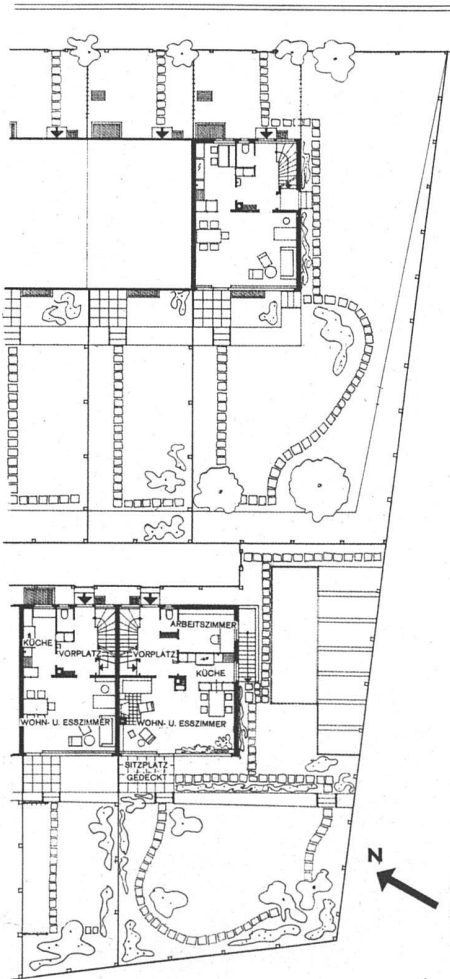 ARBEITSZIMMER
KÜCHE
VORPLATZ
VORPLATZ
KÜCHE
WOHN- U. ESSZIMMER
WOHN- U. ESSZIMMER
SITZPLATZ
GEDECKT
N